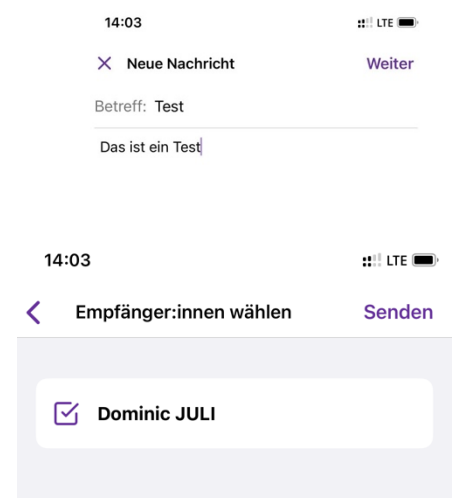 14:03 LTE
Neue Nachricht Weiter
Betreff: Test
Das ist ein Test
14:03 LTE
Empfänger:innen wählen Senden
Dominic JULI